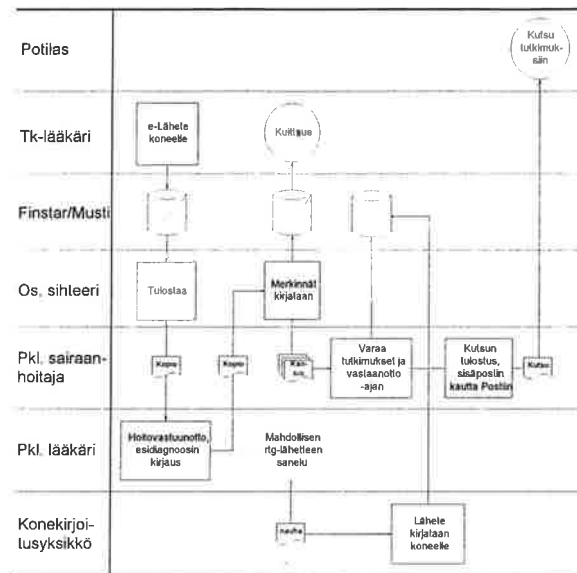 Potilas
Kutsu
tutkimuk-
siin
Tk-lääkäri
e-Lähete
koneelle
Kuittaus
Finstar/Musti
Os. sihteeri
Tulostaa
Merkinnät
kirjataan
Pkl. sairaan-
hoitaja
Kopio
Kopio
Varaa
tutkimukset ja
vastaanotto
-ajan
Kutsun
tulostus,
sisäpostin
kautta Postiin
Kutsu
Pkl. lääkäri
Hoitovastuunotto,
esidiagnoosin
kirjaus
Mahdollisen
rtg-lähetteen
sanelu
Konekirjoi-
tusyksikkö
nauha
Lähete
kirjataan
koneelle